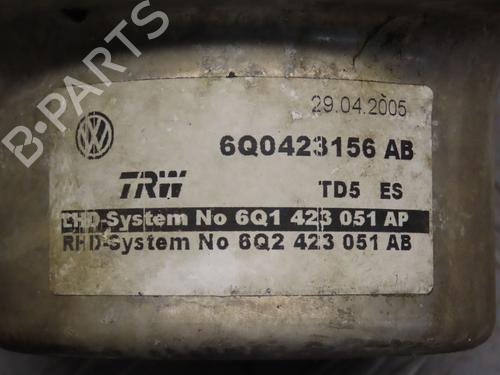 B-PARTS
29.04.2005
6Q0423156 AB
TRW TD5 ES
LHD-System No 6Q1 423 051 AP
RHD-System No 6Q2 423 051 AB